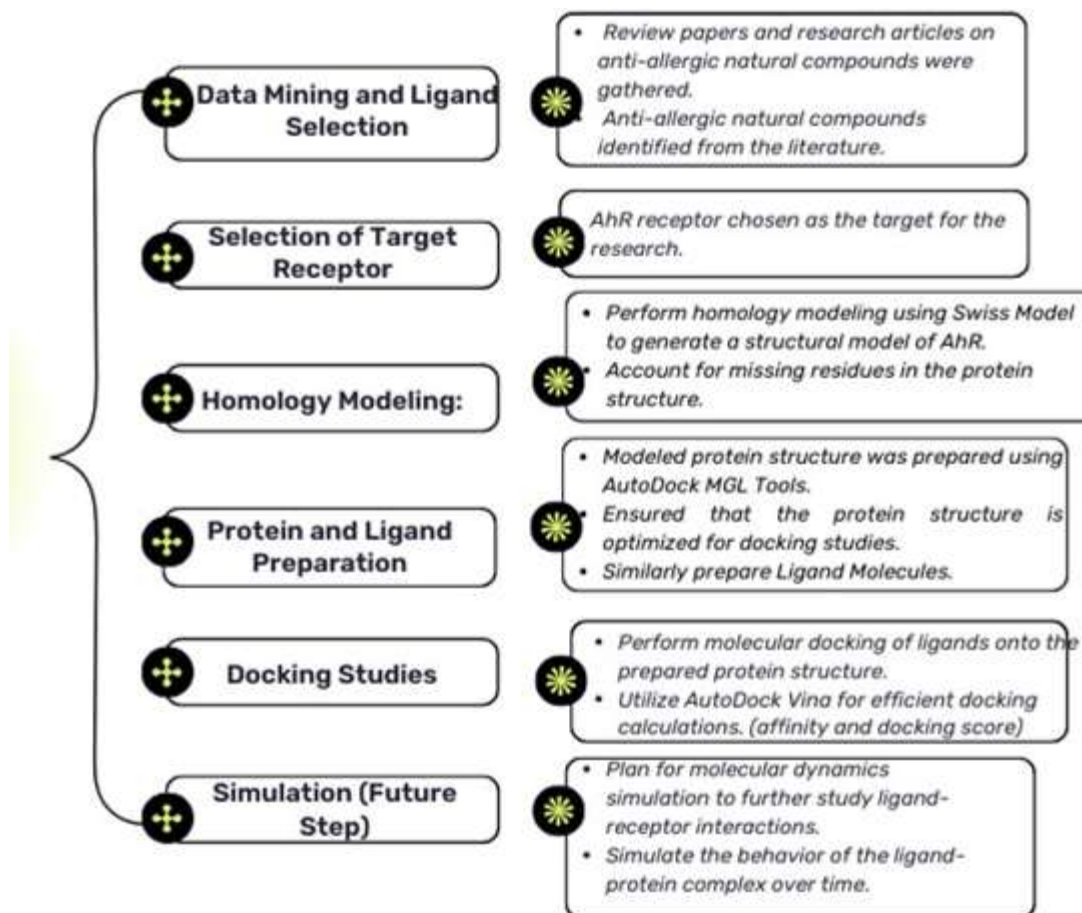 Data Mining and Ligand
Selection
• Review papers and research articles on
anti-allergic natural compounds were
gathered.
• Anti-allergic natural compounds
identified from the literature.
Selection of Target
Receptor
AhR receptor chosen as the target for the
research.
Homology Modeling:
• Perform homology modeling using Swiss Model
to generate a structural model of AhR.
• Account for missing residues in the protein
structure.
Protein and Ligand
Preparation
• Modeled protein structure was prepared using
AutoDock MGL Tools.
• Ensured that the protein structure is
optimized for docking studies.
• Similarly prepare Ligand Molecules.
Docking Studies
• Perform molecular docking of ligands onto the
prepared protein structure.
• Utilize AutoDock Vina for efficient docking
calculations. (affinity and docking score)
Simulation (Future
Step)
• Plan for molecular dynamics
simulation to further study ligand-
receptor interactions.
• Simulate the behavior of the ligand-
protein complex over time.